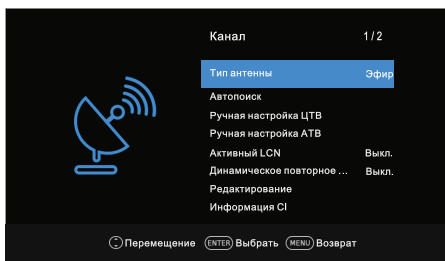 Канал 1/2
Тип антенны Эфир
Автопоиск
Ручная настройка ЦТВ
Ручная настройка АТВ
Активный LCN Выкл.
Динамическое повторное ... Выкл.
Редактирование
Информация CI
Перемещение ENTER Выбрать MENU Возврат